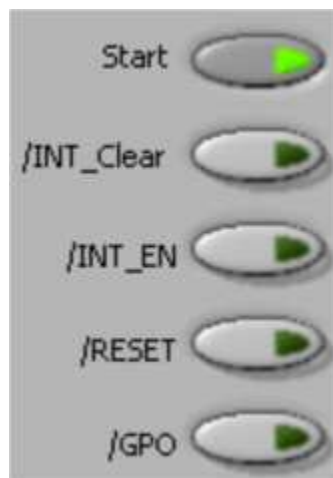 Start
/INT_Clear
/INT_EN
/RESET
/GPO